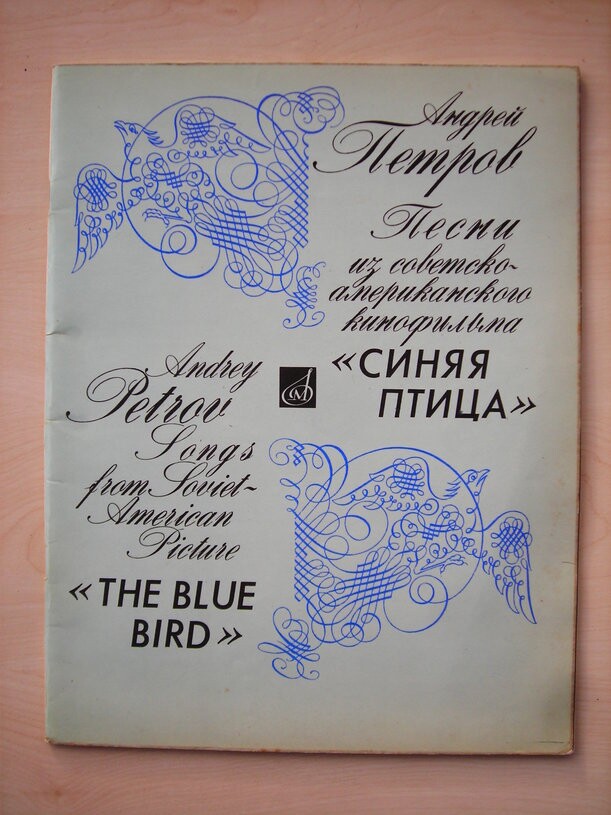 Андрей
Петров
Песни
из советско-
американского
кинофильма
«СИНЯЯ
ПТИЦА»
Andrey
Petrov
Songs
from Soviet-
American
Picture
«THE BLUE
BIRD»